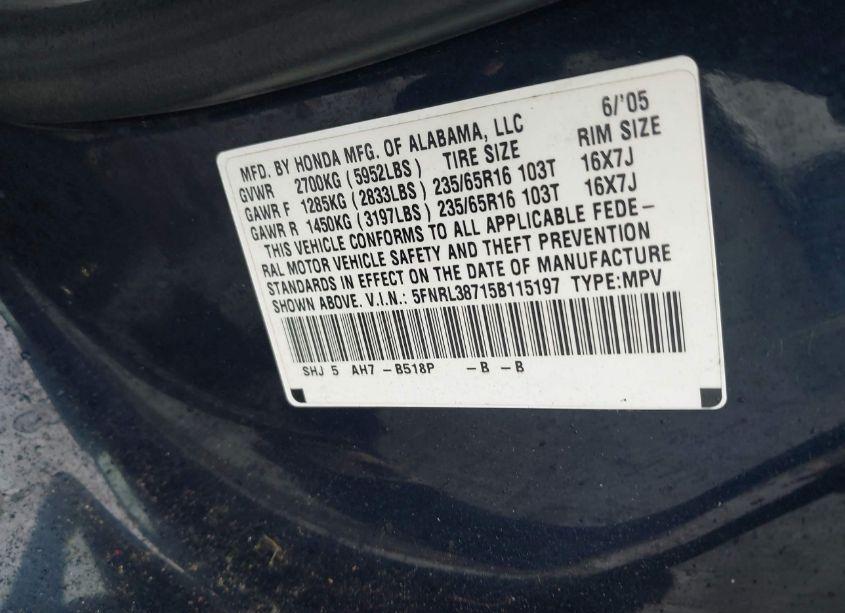 6/'05
MFD. BY HONDA MFG. OF ALABAMA, LLC
TIRE SIZE RIM SIZE
GVWR 2700KG (5952LBS)
GAWR F 1285KG (2833LBS) 235/65R16 103T 16X7J
GAWR R 1450KG (3197LBS) 235/65R16 103T 16X7J
THIS VEHICLE CONFORMS TO ALL APPLICABLE FEDE-
RAL MOTOR VEHICLE SAFETY AND THEFT PREVENTION
STANDARDS IN EFFECT ON THE DATE OF MANUFACTURE
SHOWN ABOVE. V.I.N.: 5FNRL38715B115197 TYPE:MPV
SHJ 5 AH7 -B518P -B -B